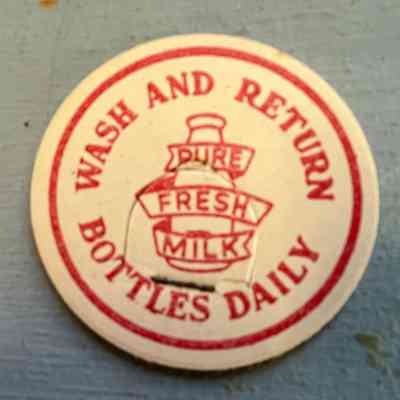 WASH AND RETURN
PURE
FRESH
MILK
BOTTLES DAILY